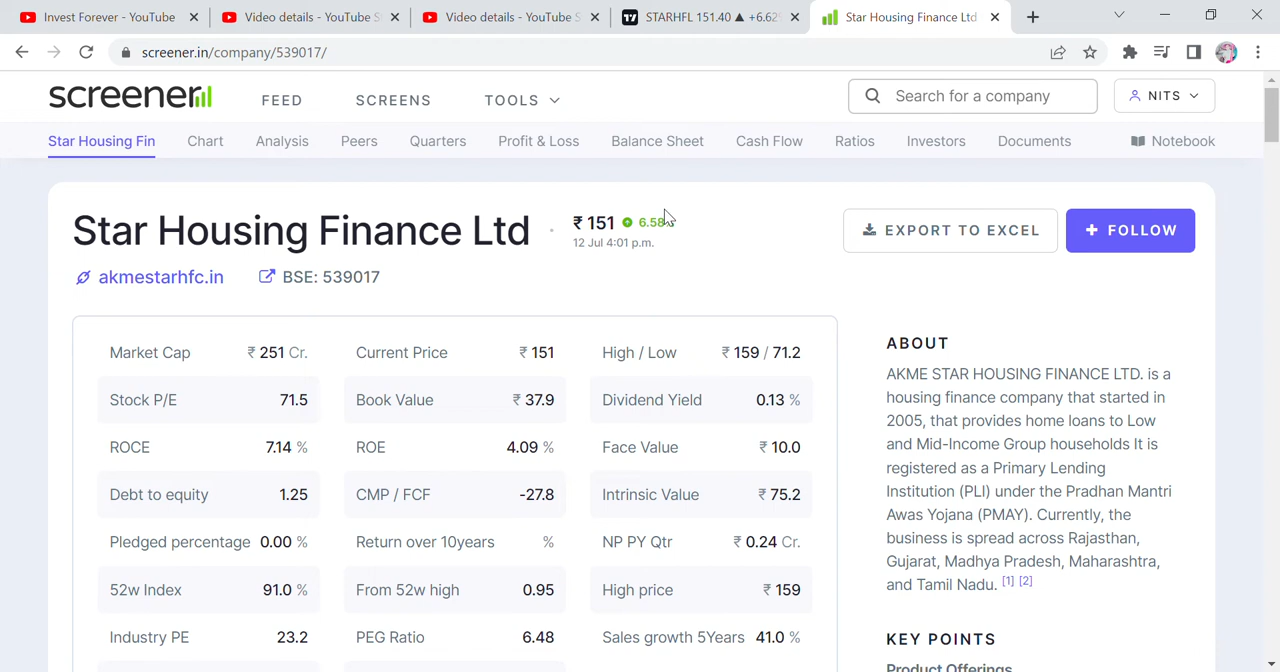 Invest Forever - YouTube
Video details - YouTube S
Video details - YouTube S
STARHFL 151.40 ▲ +6.62
Star Housing Finance Ltd
screener.in/company/539017/
screener
FEED
SCREENS
TOOLS
Search for a company
NITS
Star Housing Fin
Chart
Analysis
Peers
Quarters
Profit & Loss
Balance Sheet
Cash Flow
Ratios
Investors
Documents
Notebook
Star Housing Finance Ltd
₹ 151 6.58
12 Jul 4:01 p.m.
EXPORT TO EXCEL
FOLLOW
akmestarhfc.in
BSE: 539017
Market Cap ₹ 251 Cr.
Current Price ₹ 151
High / Low ₹ 159 / 71.2
Stock P/E 71.5
Book Value ₹ 37.9
Dividend Yield 0.13 %
ROCE 7.14 %
ROE 4.09 %
Face Value ₹ 10.0
Debt to equity 1.25
CMP / FCF -27.8
Intrinsic Value ₹ 75.2
Pledged percentage 0.00 %
Return over 10years %
NP PY Qtr ₹ 0.24 Cr.
52w Index 91.0 %
From 52w high 0.95
High price ₹ 159
Industry PE 23.2
PEG Ratio 6.48
Sales growth 5Years 41.0 %
ABOUT
AKME STAR HOUSING FINANCE LTD. is a
housing finance company that started in
2005, that provides home loans to Low
and Mid-Income Group households It is
registered as a Primary Lending
Institution (PLI) under the Pradhan Mantri
Awas Yojana (PMAY). Currently, the
business is spread across Rajasthan,
Gujarat, Madhya Pradesh, Maharashtra,
and Tamil Nadu. [1] [2]
KEY POINTS
Product Offerings